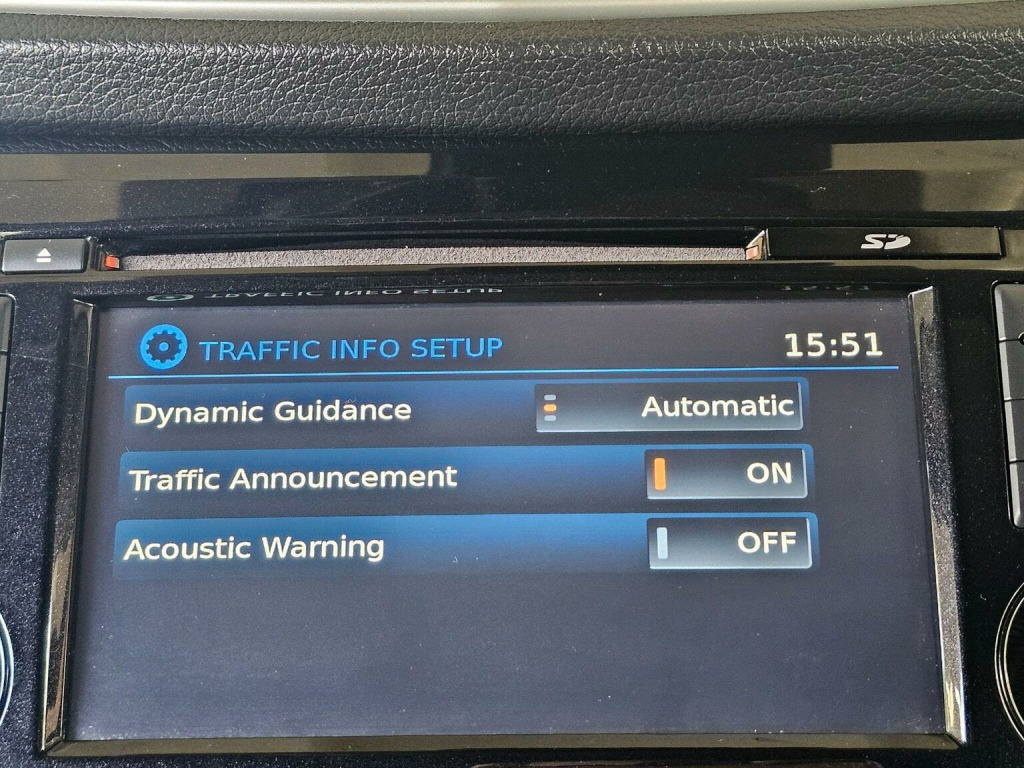 SD
TRAFFIC INFO SETUP 15:51
Dynamic Guidance Automatic
Traffic Announcement ON
Acoustic Warning OFF